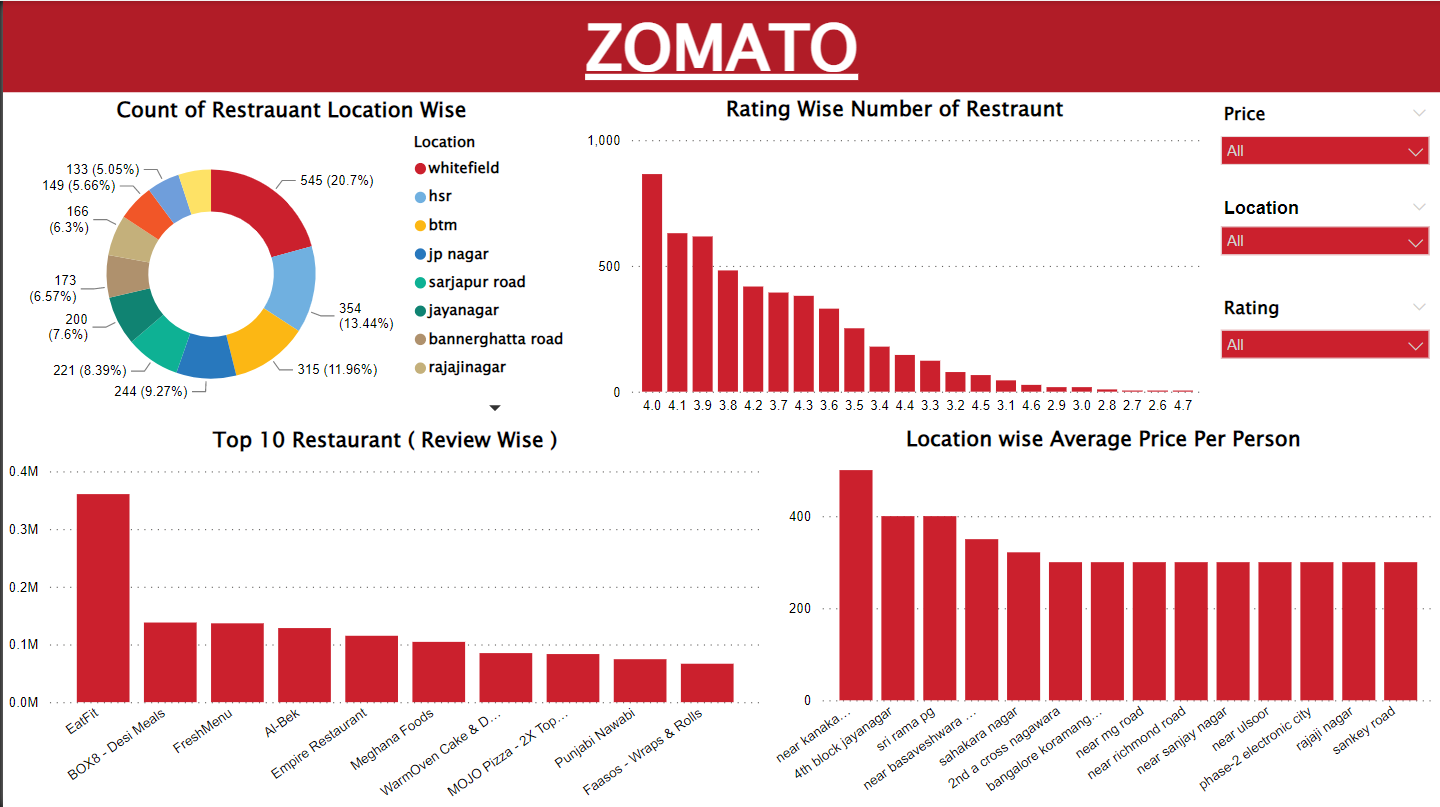 ZOMATO
Count of Restrauant Location Wise
133 (5.05%)
149 (5.66%)
166
(6.3%)
173
(6.57%)
200
(7.6%)
221 (8.39%)
244 (9.27%)
545 (20.7%)
354
(13.44%)
315 (11.96%)
Location
whitefield
hsr
btm
jp nagar
sarjapur road
jayanagar
bannerghatta road
rajajinagar
Rating Wise Number of Restraunt
1,000
500
0
4.0 4.1 3.9 3.8 4.2 3.7 4.3 3.6 3.5 3.4 4.4 3.3 3.2 4.5 3.1 4.6 2.9 3.0 2.8 2.7 2.6 4.7
Price
All
Location
All
Rating
All
Top 10 Restaurant ( Review Wise )
0.4M
0.3M
0.2M
0.1M
0.0M
EatFit
BOX8 - Desi Meals
FreshMenu
Al-Bek
Empire Restaurant
Meghana Foods
WarmOven Cake & D...
MOJO Pizza - 2X Top...
Punjabi Nawabi
Faasos - Wraps & Rolls
Location wise Average Price Per Person
400
200
0
near kanaka...
4th block jayanagar
sri rama pg
near basaveshwara ...
sahakara nagar
2nd a cross nagawara
bangalore koramang...
near mg road
near richmond road
near sanjay nagar
near ulsoor
phase-2 electronic city
rajaji nagar
sankey road